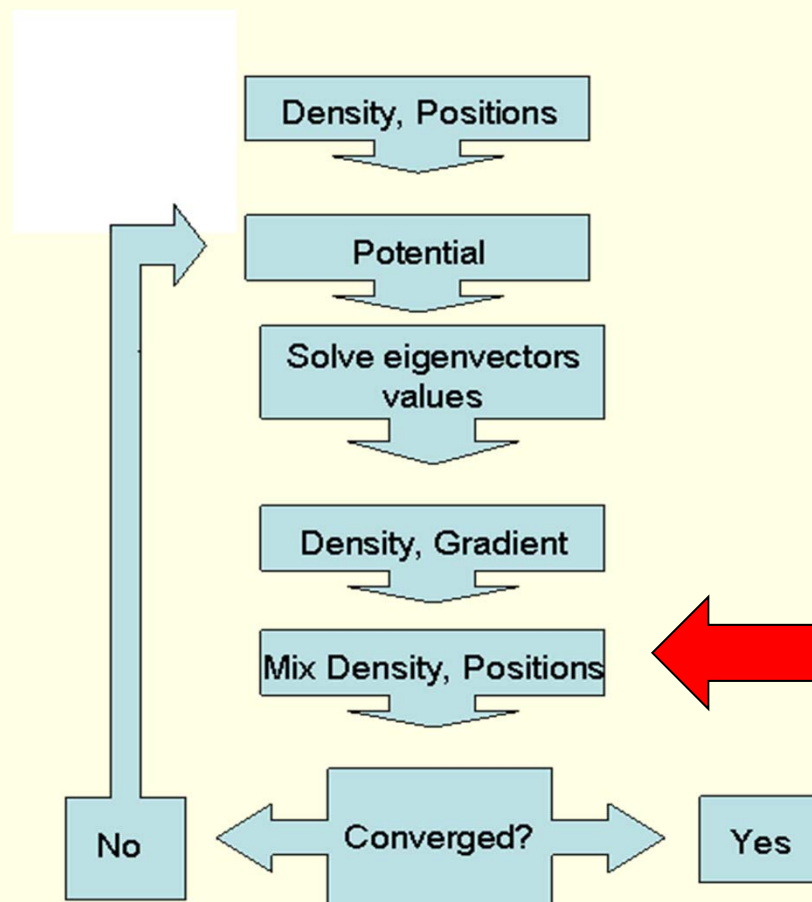 Density, Positions
Potential
Solve eigenvectors
values
Density, Gradient
Mix Density, Positions
No
Converged?
Yes